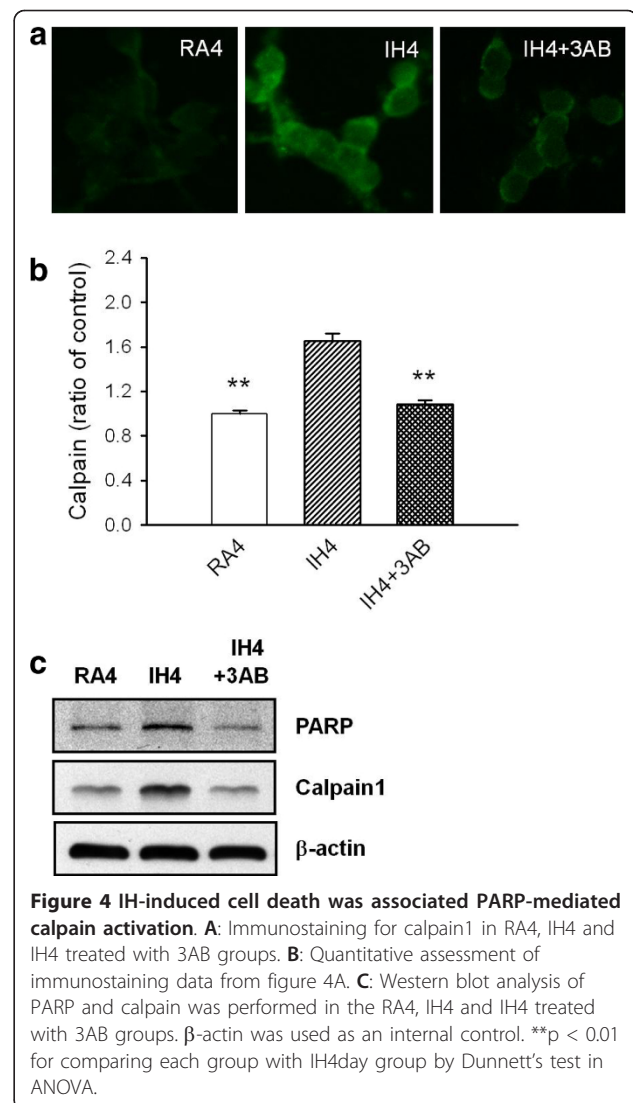 a
RA4
IH4
IH4+3AB
b
Calpain (ratio of control)
2.4
2.0
1.6
1.2
0.8
0.4
0.0
**
**
RA4
IH4
IH4+3AB
c
RA4
IH4
IH4
+3AB
PARP
Calpain1
β-actin
Figure 4 IH-induced cell death was associated PARP-mediated
calpain activation. A: Immunostaining for calpain1 in RA4, IH4 and
IH4 treated with 3AB groups. B: Quantitative assessment of
immunostaining data from figure 4A. C: Western blot analysis of
PARP and calpain was performed in the RA4, IH4 and IH4 treated
with 3AB groups. β-actin was used as an internal control. **p < 0.01
for comparing each group with IH4day group by Dunnett's test in
ANOVA.